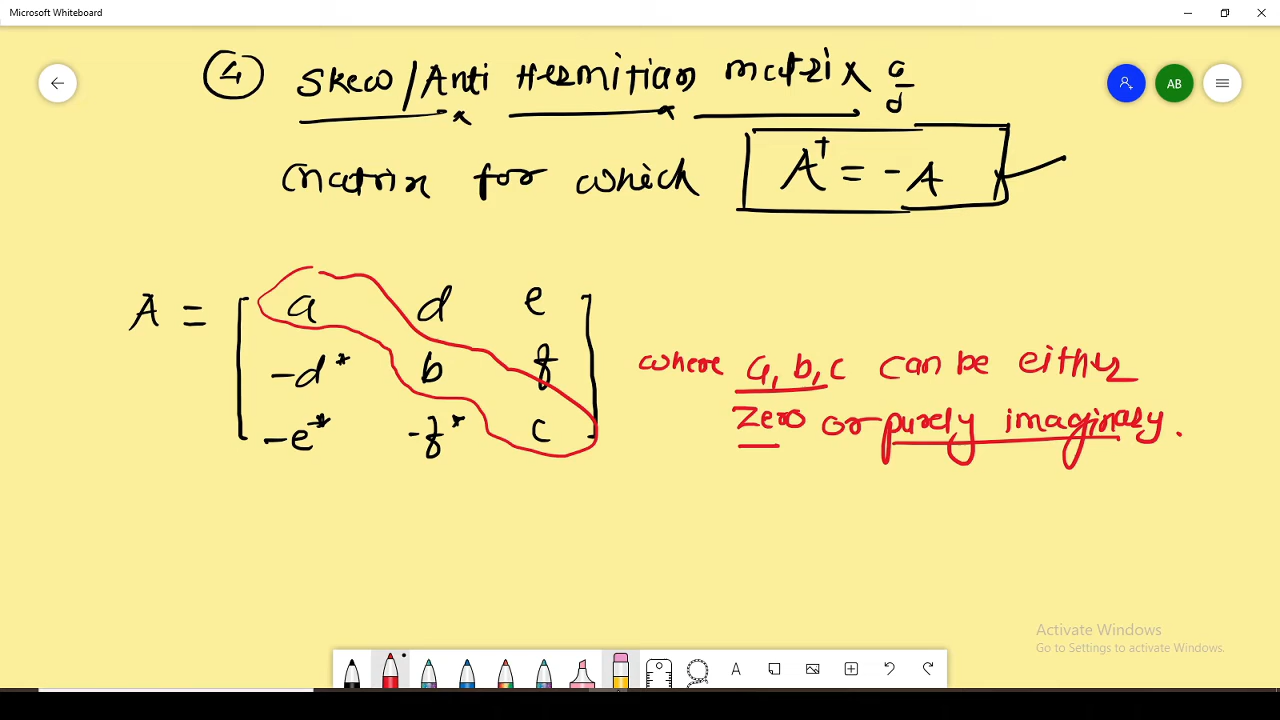 Microsoft Whiteboard
AB
④ Skew/Anti Hermitian matrix
matrix for which A† = -A
A = [ a d e
-d* b f
-e* -f* c ]
where a, b, c can be either
zero or purely imaginary.
Activate Windows
Go to Settings to activate Windows.
A